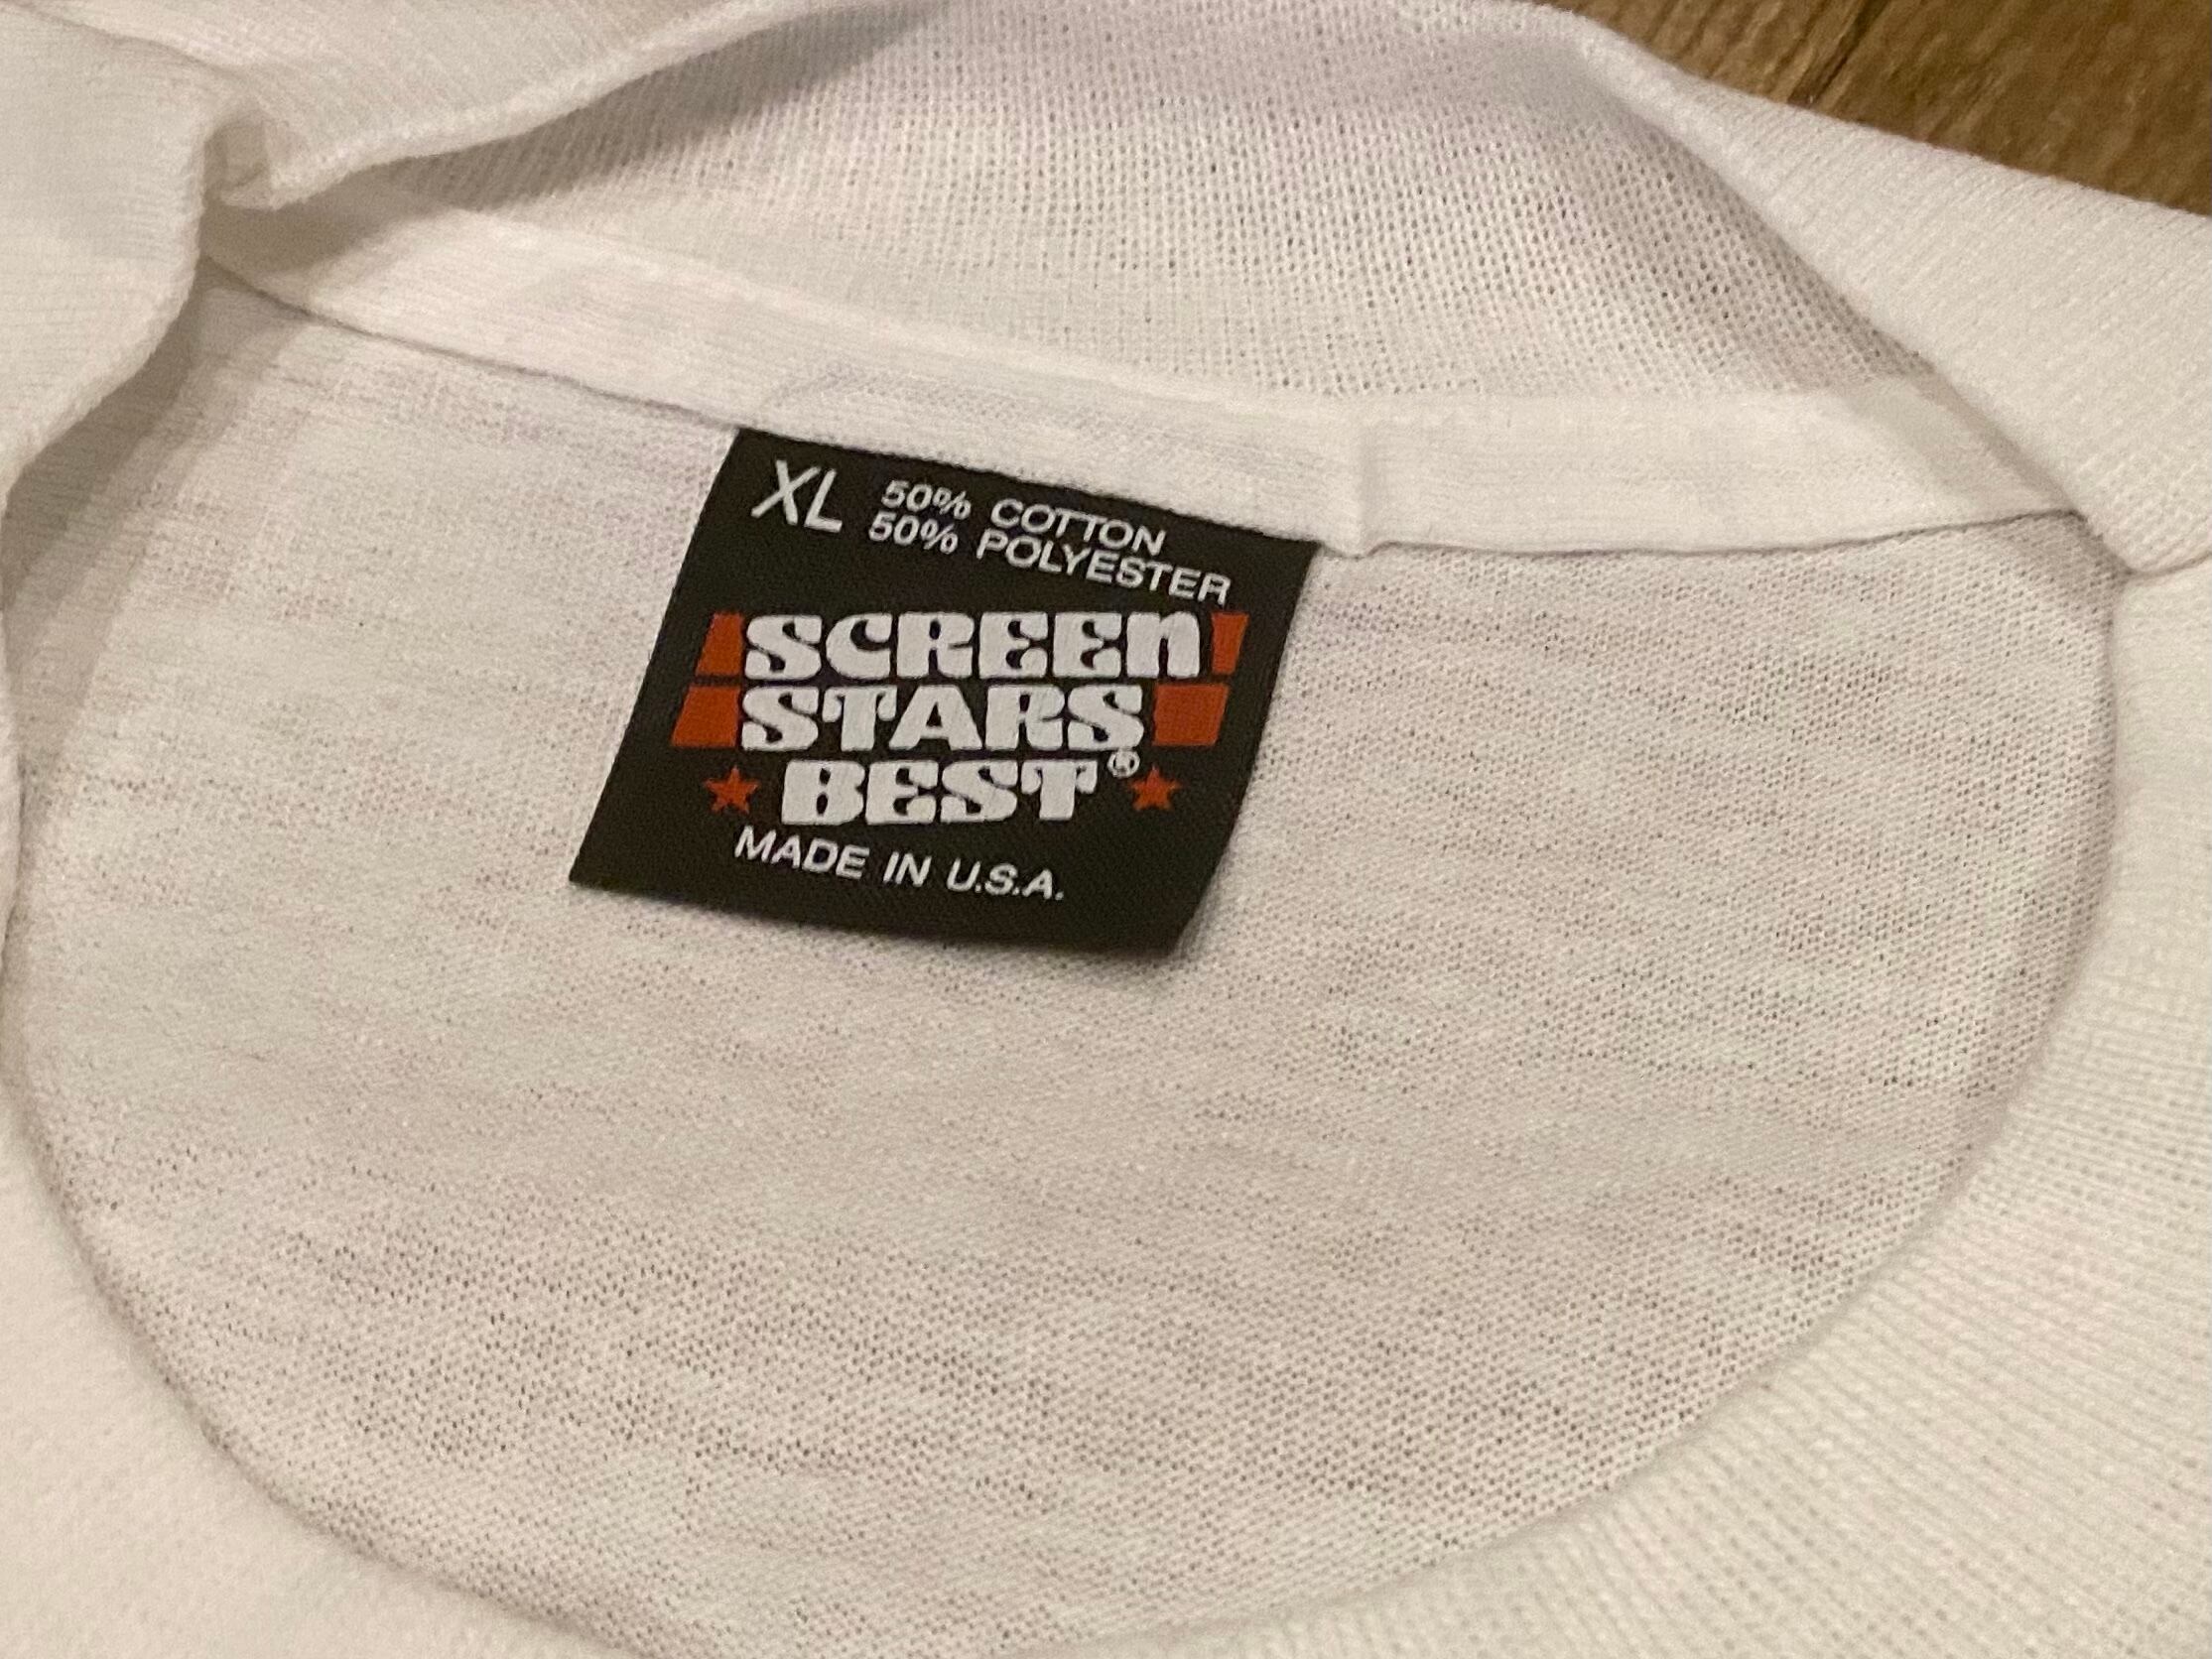 XL 50% COTTON
50% POLYESTER
SCREEN
STARS
BEST®
MADE IN U.S.A.